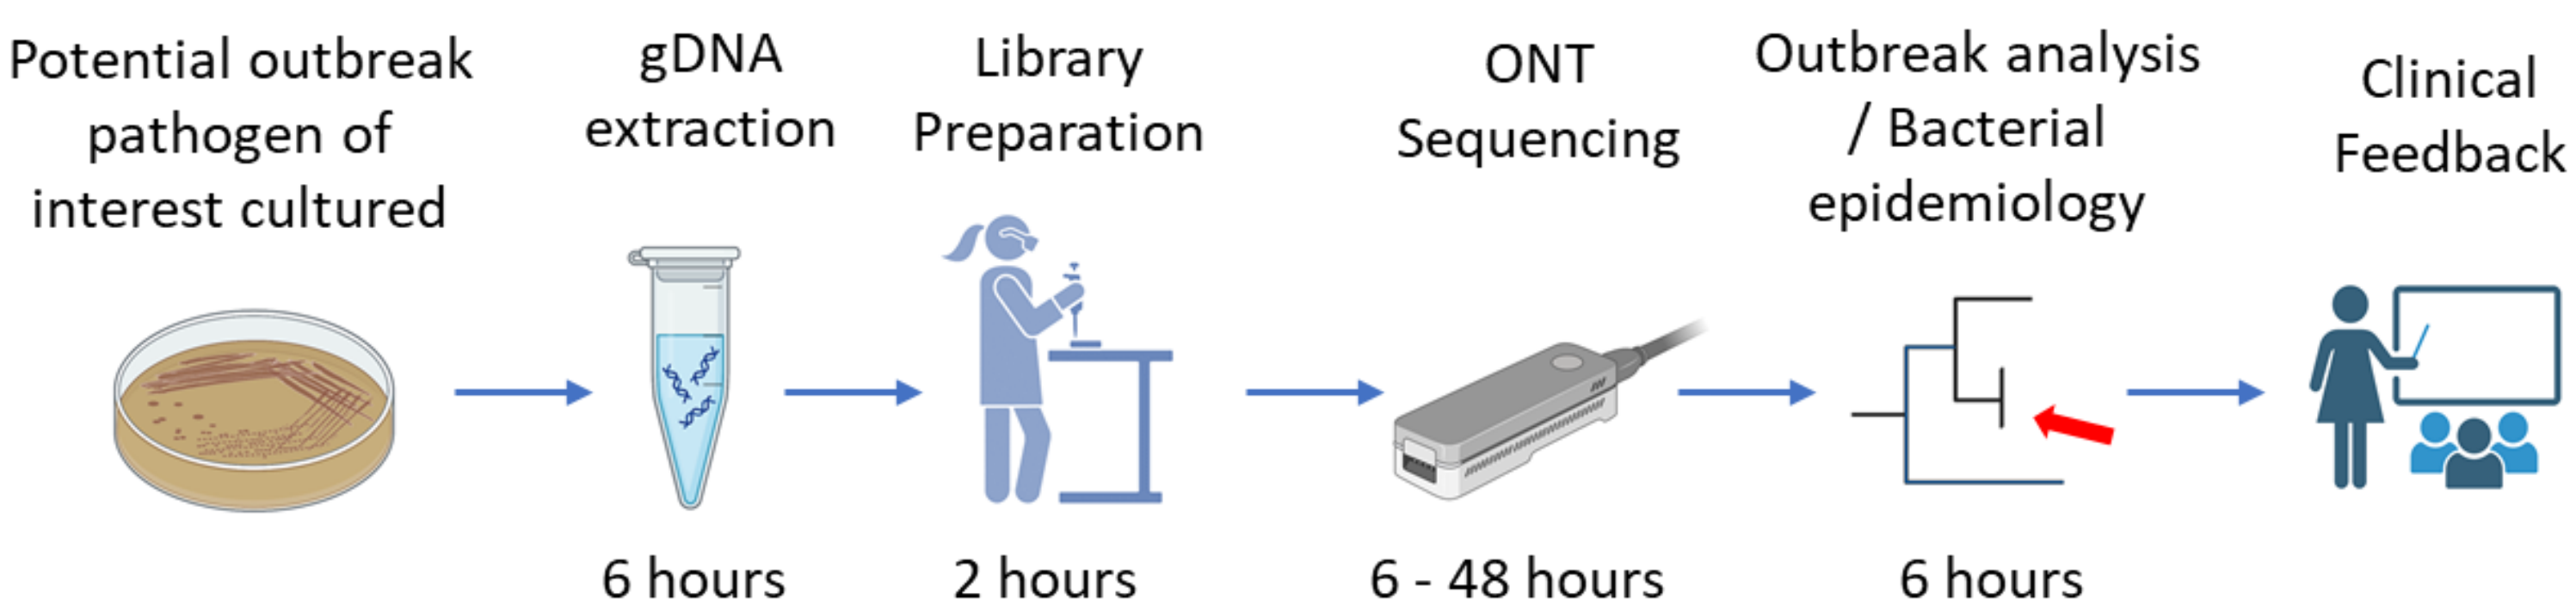 Potential outbreak
pathogen of
interest cultured
gDNA
extraction
Library
Preparation
ONT
Sequencing
Outbreak analysis
/ Bacterial
epidemiology
Clinical
Feedback
6 hours
2 hours
6 - 48 hours
6 hours